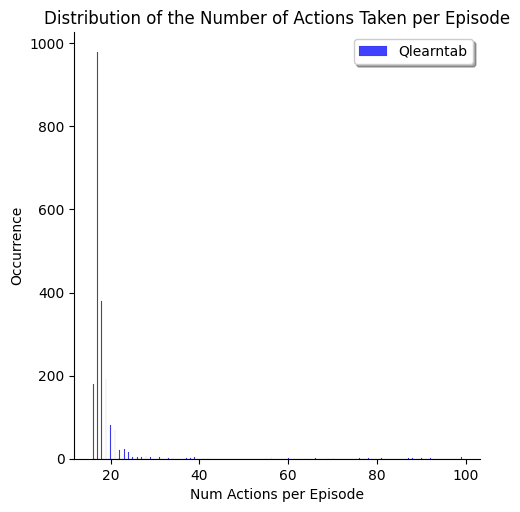 Distribution of the Number of Actions Taken per Episode
Qlearntab
1000
800
600
400
200
0
Occurrence
20 40 60 80 100
Num Actions per Episode